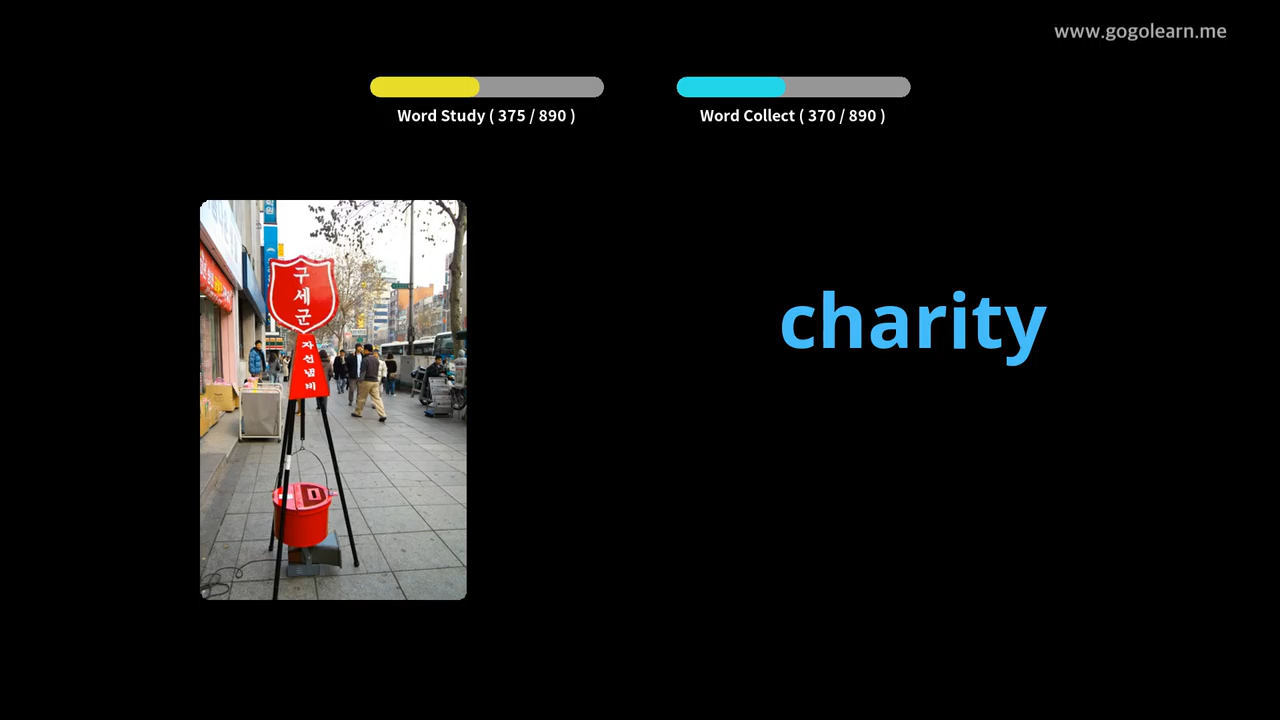 www.gogolearn.me
Word Study ( 375 / 890 )
Word Collect ( 370 / 890 )
구
세
군
자
선
냄
비
charity